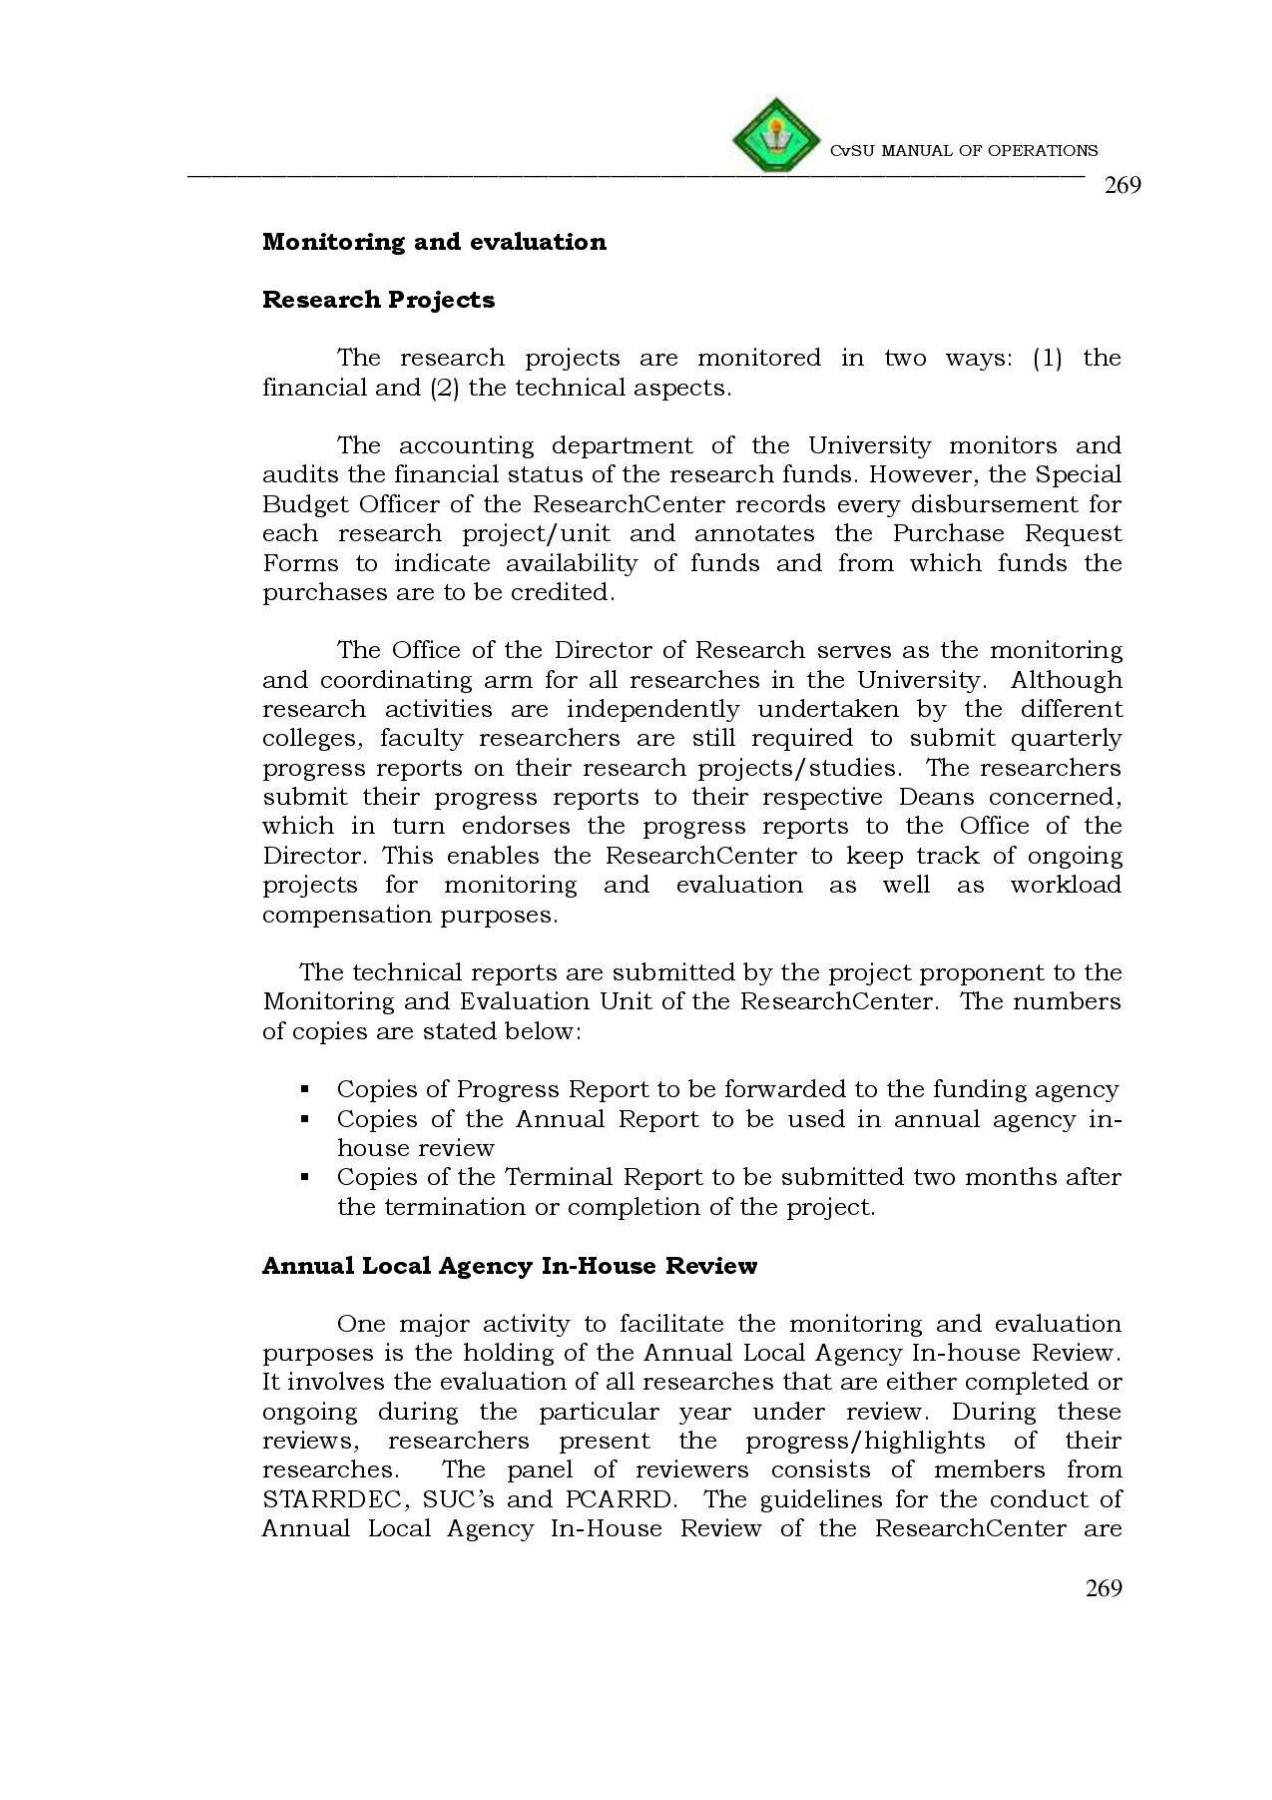 CvSU MANUAL OF OPERATIONS
269
Monitoring and evaluation
Research Projects
The research projects are monitored in two ways: (1) the
financial and (2) the technical aspects.
The accounting department of the University monitors and
audits the financial status of the research funds. However, the Special
Budget Officer of the ResearchCenter records every disbursement for
each research project/unit and annotates the Purchase Request
Forms to indicate availability of funds and from which funds the
purchases are to be credited.
The Office of the Director of Research serves as the monitoring
and coordinating arm for all researches in the University. Although
research activities are independently undertaken by the different
colleges, faculty researchers are still required to submit quarterly
progress reports on their research projects/studies. The researchers
submit their progress reports to their respective Deans concerned,
which in turn endorses the progress reports to the Office of the
Director. This enables the ResearchCenter to keep track of ongoing
projects for monitoring and evaluation as well as workload
compensation purposes.
The technical reports are submitted by the project proponent to the
Monitoring and Evaluation Unit of the ResearchCenter. The numbers
of copies are stated below:
▪ Copies of Progress Report to be forwarded to the funding agency
▪ Copies of the Annual Report to be used in annual agency in-
house review
▪ Copies of the Terminal Report to be submitted two months after
the termination or completion of the project.
Annual Local Agency In-House Review
One major activity to facilitate the monitoring and evaluation
purposes is the holding of the Annual Local Agency In-house Review.
It involves the evaluation of all researches that are either completed or
ongoing during the particular year under review. During these
reviews, researchers present the progress/highlights of their
researches. The panel of reviewers consists of members from
STARRDEC, SUC’s and PCARRD. The guidelines for the conduct of
Annual Local Agency In-House Review of the ResearchCenter are
269